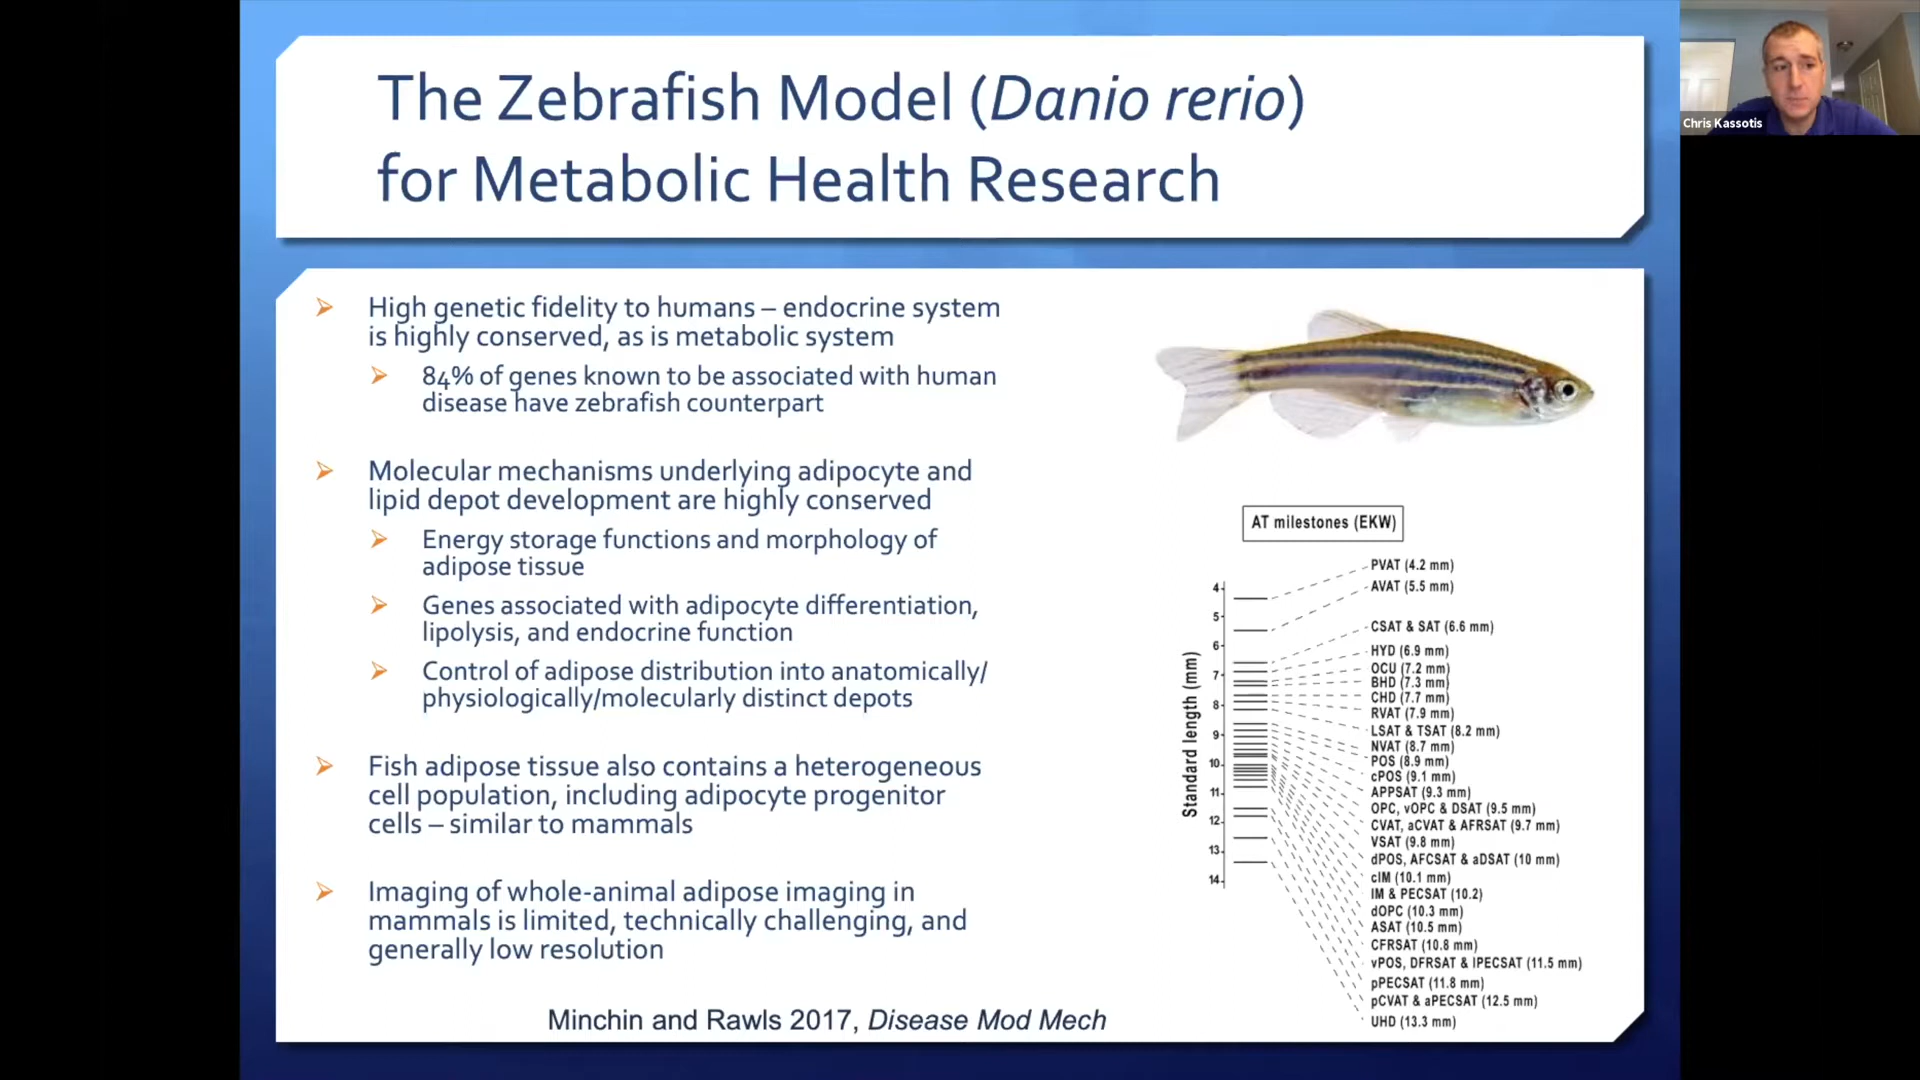 The Zebrafish Model (Danio rerio)
for Metabolic Health Research
Chris Kassotis
High genetic fidelity to humans – endocrine system
is highly conserved, as is metabolic system
84% of genes known to be associated with human
disease have zebrafish counterpart
Molecular mechanisms underlying adipocyte and
lipid depot development are highly conserved
Energy storage functions and morphology of
adipose tissue
Genes associated with adipocyte differentiation,
lipolysis, and endocrine function
Control of adipose distribution into anatomically/
physiologically/molecularly distinct depots
Fish adipose tissue also contains a heterogeneous
cell population, including adipocyte progenitor
cells – similar to mammals
Imaging of whole-animal adipose imaging in
mammals is limited, technically challenging, and
generally low resolution
Minchin and Rawls 2017, Disease Mod Mech
AT milestones (EKW)
Standard length (mm)
4
5
6
7
8
9
10
11
12
13
14
PVAT (4.2 mm)
AVAT (5.5 mm)
CSAT & SAT (6.6 mm)
HYD (6.9 mm)
OCU (7.2 mm)
BHD (7.3 mm)
CHD (7.7 mm)
RVAT (7.9 mm)
LSAT & TSAT (8.2 mm)
NVAT (8.7 mm)
POS (8.9 mm)
cPOS (9.1 mm)
APPSAT (9.3 mm)
OPC, vOPC & DSAT (9.5 mm)
CVAT, aCVAT & AFRSAT (9.7 mm)
VSAT (9.8 mm)
dPOS, AFCSAT & aDSAT (10 mm)
cIM (10.1 mm)
IM & PECSAT (10.2)
dOPC (10.3 mm)
ASAT (10.5 mm)
CFRSAT (10.8 mm)
vPOS, DFRSAT & IPECSAT (11.5 mm)
pPECSAT (11.8 mm)
pCVAT & aPECSAT (12.5 mm)
UHD (13.3 mm)